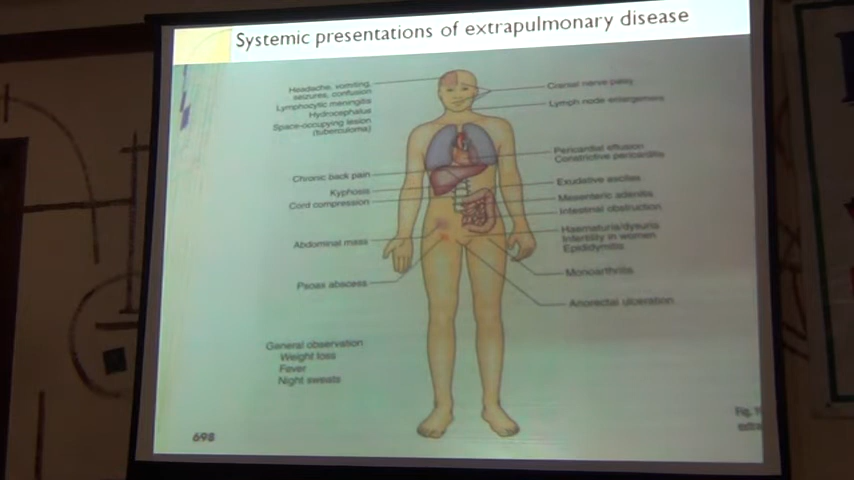 Systemic presentations of extrapulmonary disease
Headache, vomiting,
seizures, confusion
Lymphocytic meningitis
Hydrocephalus
Space-occupying lesion
(tuberculoma)
Chronic back pain
Kyphosis
Cord compression
Abdominal mass
Psoas abscess
General observation
Weight loss
Fever
Night sweats
Cranial nerve palsy
Lymph node enlargement
Pericardial effusion
Constrictive pericarditis
Exudative ascites
Mesenteric adenitis
Intestinal obstruction
Haematuria/dysuria
Infertility in women
Epididymitis
Monoarthritis
Anorectal ulceration
698
Fig.
extra